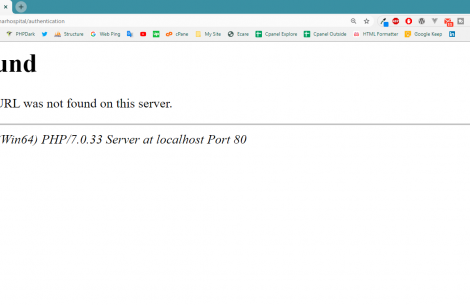 arhospital/authentication
PHPDark Structure Web Ping cPane My Site Ecare Cpanel Explore Cpanel Outside HTML Formatter Google Keep
und
URL was not found on this server.
Win64) PHP/7.0.33 Server at localhost Port 80